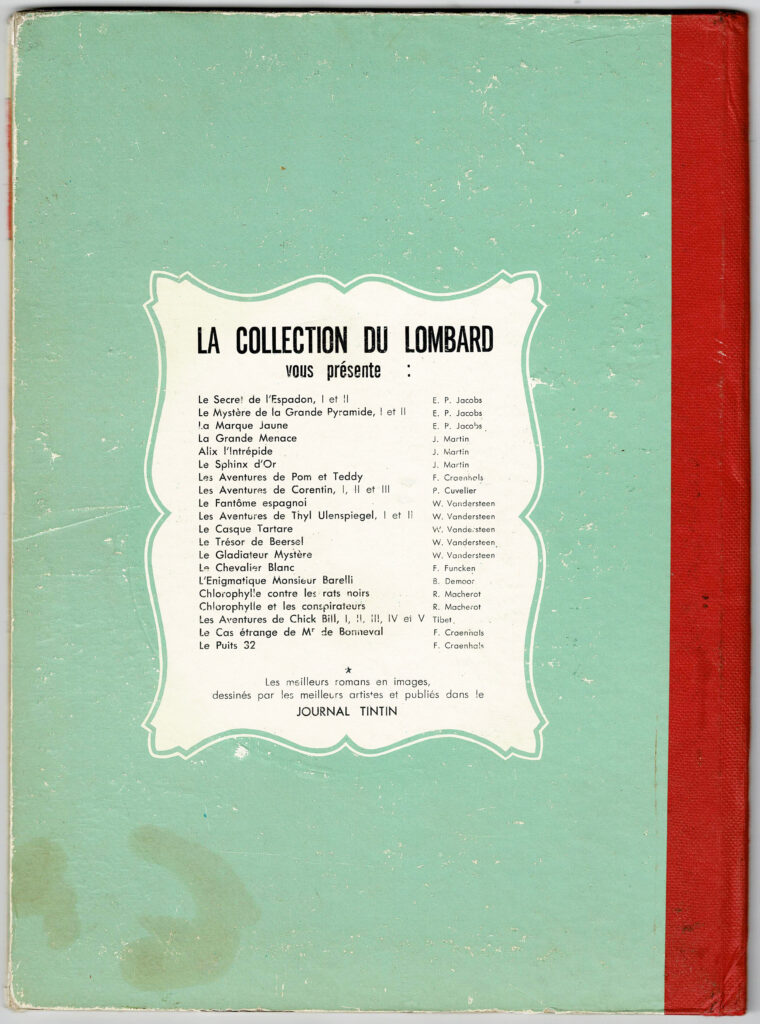 LA COLLECTION DU LOMBARD
vous présente :
Le Secret de l'Espadon, I et II E. P. Jacobs
Le Mystère de la Grande Pyramide, I et II E. P. Jacobs
La Marque Jaune E. P. Jacobs
La Grande Menace J. Martin
Alix l'Intrépide J. Martin
Le Sphinx d'Or J. Martin
Les Aventures de Pom et Teddy F. Craenhals
Les Aventures de Corentin, I, II et III P. Cuvelier
Le Fantôme espagnol W. Vandersteen
Les Aventures de Thyl Ulenspiegel, I et II W. Vandersteen
Le Casque Tartare W. Vandersteen
Le Trésor de Beersel W. Vandersteen
Le Gladiateur Mystère W. Vandersteen
Le Chevalier Blanc F. Funcken
L'Enigmatique Monsieur Barelli B. Demoor
Chlorophylle contre les rats noirs R. Macherot
Chlorophylle et les conspirateurs R. Macherot
Les Aventures de Chick Bill, I, II, III, IV et V Tibet
Le Cas étrange de Mr de Bonneval F. Craenhals
Le Puits 32 F. Craenhals
*
Les meilleurs romans en images,
dessinés par les meilleurs artistes et publiés dans le
JOURNAL TINTIN